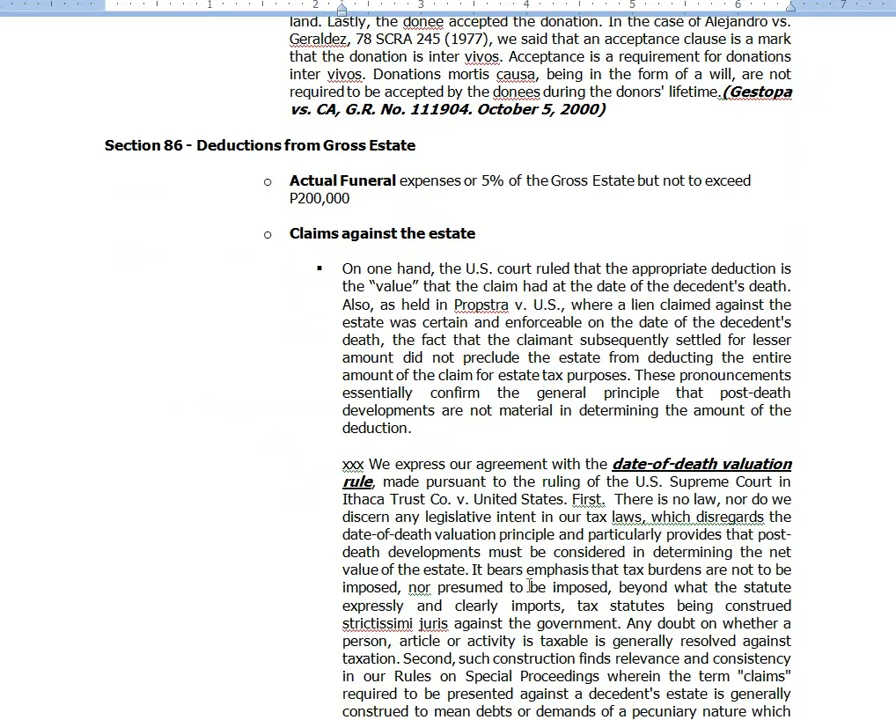 1 2 3 4 5 6 7
land. Lastly, the donee accepted the donation. In the case of Alejandro vs.
Geraldez, 78 SCRA 245 (1977), we said that an acceptance clause is a mark
that the donation is inter vivos. Acceptance is a requirement for donations
inter vivos. Donations mortis causa, being in the form of a will, are not
required to be accepted by the donees during the donors' lifetime.(Gestopa
vs. CA, G.R. No. 111904. October 5, 2000)
Section 86 - Deductions from Gross Estate
o Actual Funeral expenses or 5% of the Gross Estate but not to exceed
P200,000
o Claims against the estate
▪ On one hand, the U.S. court ruled that the appropriate deduction is
the “value” that the claim had at the date of the decedent's death.
Also, as held in Propstra v. U.S., where a lien claimed against the
estate was certain and enforceable on the date of the decedent's
death, the fact that the claimant subsequently settled for lesser
amount did not preclude the estate from deducting the entire
amount of the claim for estate tax purposes. These pronouncements
essentially confirm the general principle that post-death
developments are not material in determining the amount of the
deduction.
xxx We express our agreement with the date-of-death valuation
rule, made pursuant to the ruling of the U.S. Supreme Court in
Ithaca Trust Co. v. United States. First. There is no law, nor do we
discern any legislative intent in our tax laws, which disregards the
date-of-death valuation principle and particularly provides that post-
death developments must be considered in determining the net
value of the estate. It bears emphasis that tax burdens are not to be
imposed, nor presumed to be imposed, beyond what the statute
expressly and clearly imports, tax statutes being construed
strictissimi juris against the government. Any doubt on whether a
person, article or activity is taxable is generally resolved against
taxation. Second, such construction finds relevance and consistency
in our Rules on Special Proceedings wherein the term "claims"
required to be presented against a decedent's estate is generally
construed to mean debts or demands of a pecuniary nature which